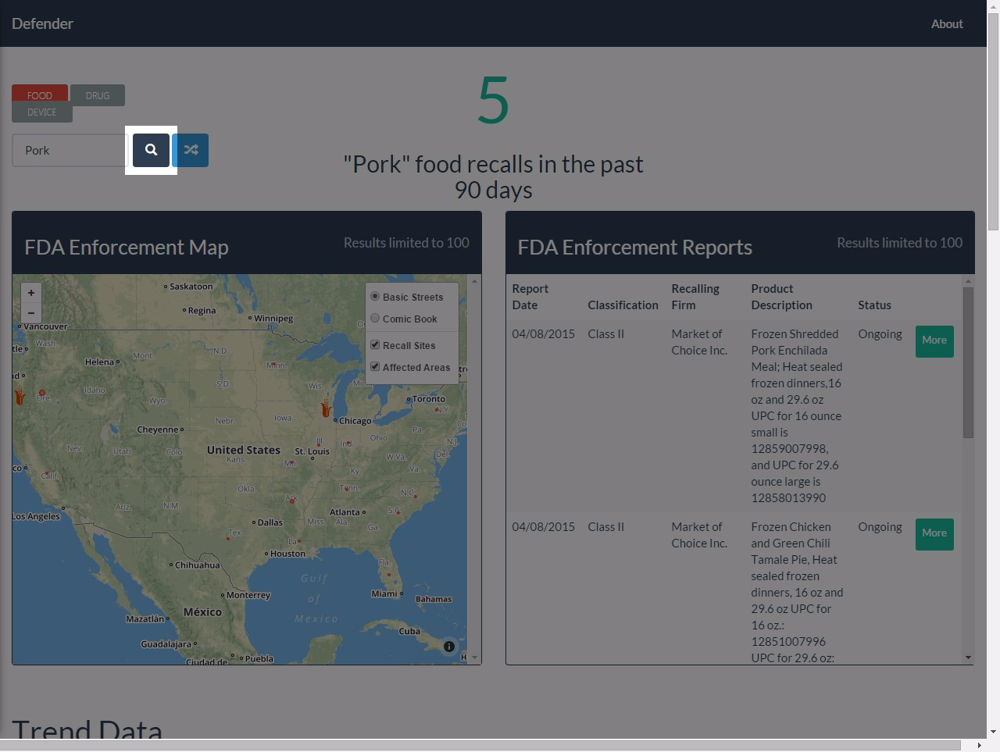 Defender
About
FOOD
DRUG
DEVICE
Pork
5
"Pork" food recalls in the past
90 days
FDA Enforcement Map
Results limited to 100
+
−
Basic Streets
Comic Book
Recall Sites
Affected Areas
Saskatoon
Regina
Winnipeg
Vancouver
Wash.
tle
Helena
Mont.
N.D.
Minn.
d
Ore.
Idaho
S.D.
Wis.
Toronto
N.Y.
Wyo.
Iowa
Chicago
Cheyenne
Nebr.
Ohio
Pa.
N.J.
Nev.
Utah
Colo.
United States
Kans.
St. Louis
Ill.
Ind.
W.Va.
Del.
Mo.
Ky.
Va.
co
Calif.
Okla.
Ark.
Tenn.
N.C.
Los Angeles
Ariz.
N.M.
Atlanta
S.C.
Dallas
Miss.
Ala.
Ga.
Tex
La
Houston
Fla.
Chihuahua
Gulf
of
Mexico
Monterrey
Miami
Bahamas
México
Mazatlán
Cuba
Guadalajara
Ciudad de
Puebla
H
FDA Enforcement Reports
Results limited to 100
Report Date
Classification
Recalling Firm
Product Description
Status
04/08/2015
Class II
Market of
Choice Inc.
Frozen Shredded
Pork Enchilada
Meal; Heat sealed
frozen dinners,16
oz and 29.6 oz
UPC for 16 ounce
small is
12859007998,
and UPC for 29.6
ounce large is
12858013990
Ongoing
More
04/08/2015
Class II
Market of
Choice Inc.
Frozen Chicken
and Green Chili
Tamale Pie, Heat
sealed frozen
dinners, 16 oz and
29.6 oz UPC for
16 oz.:
12851007996
UPC for 29.6 oz:
Ongoing
More
Trend Data